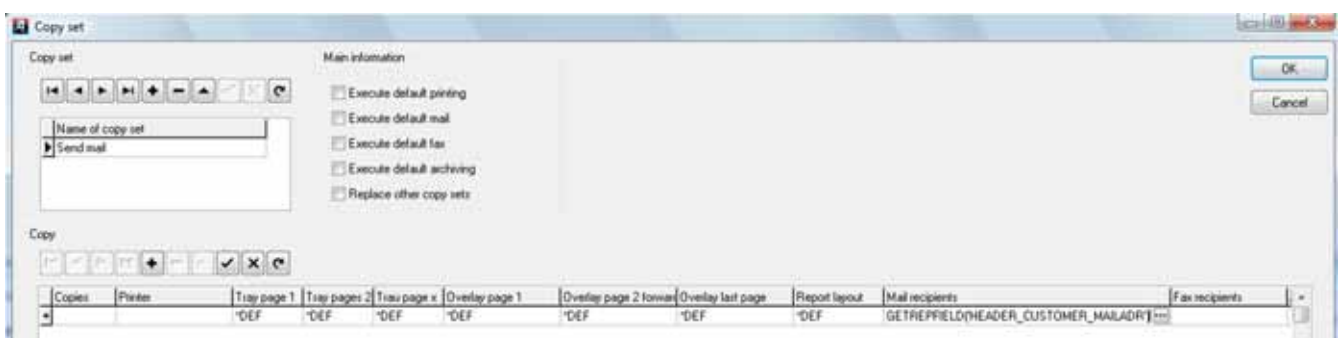 Copy set
Copy set
Main information
OK
Cancel
Execute default printing
Execute default mail
Execute default fax
Execute default archiving
Replace other copy sets
Name of copy set
Send mail
Copy
Copies Printer Tray page 1 Tray pages 2 Trau page x Overlay page 1 Overlay page 2 forwar Overlay last page Report layout Mail recipients Fax recipients
*DEF *DEF *DEF *DEF *DEF *DEF *DEF GETREPFIELD('HEADER_CUSTOMER_MAILADR') ...